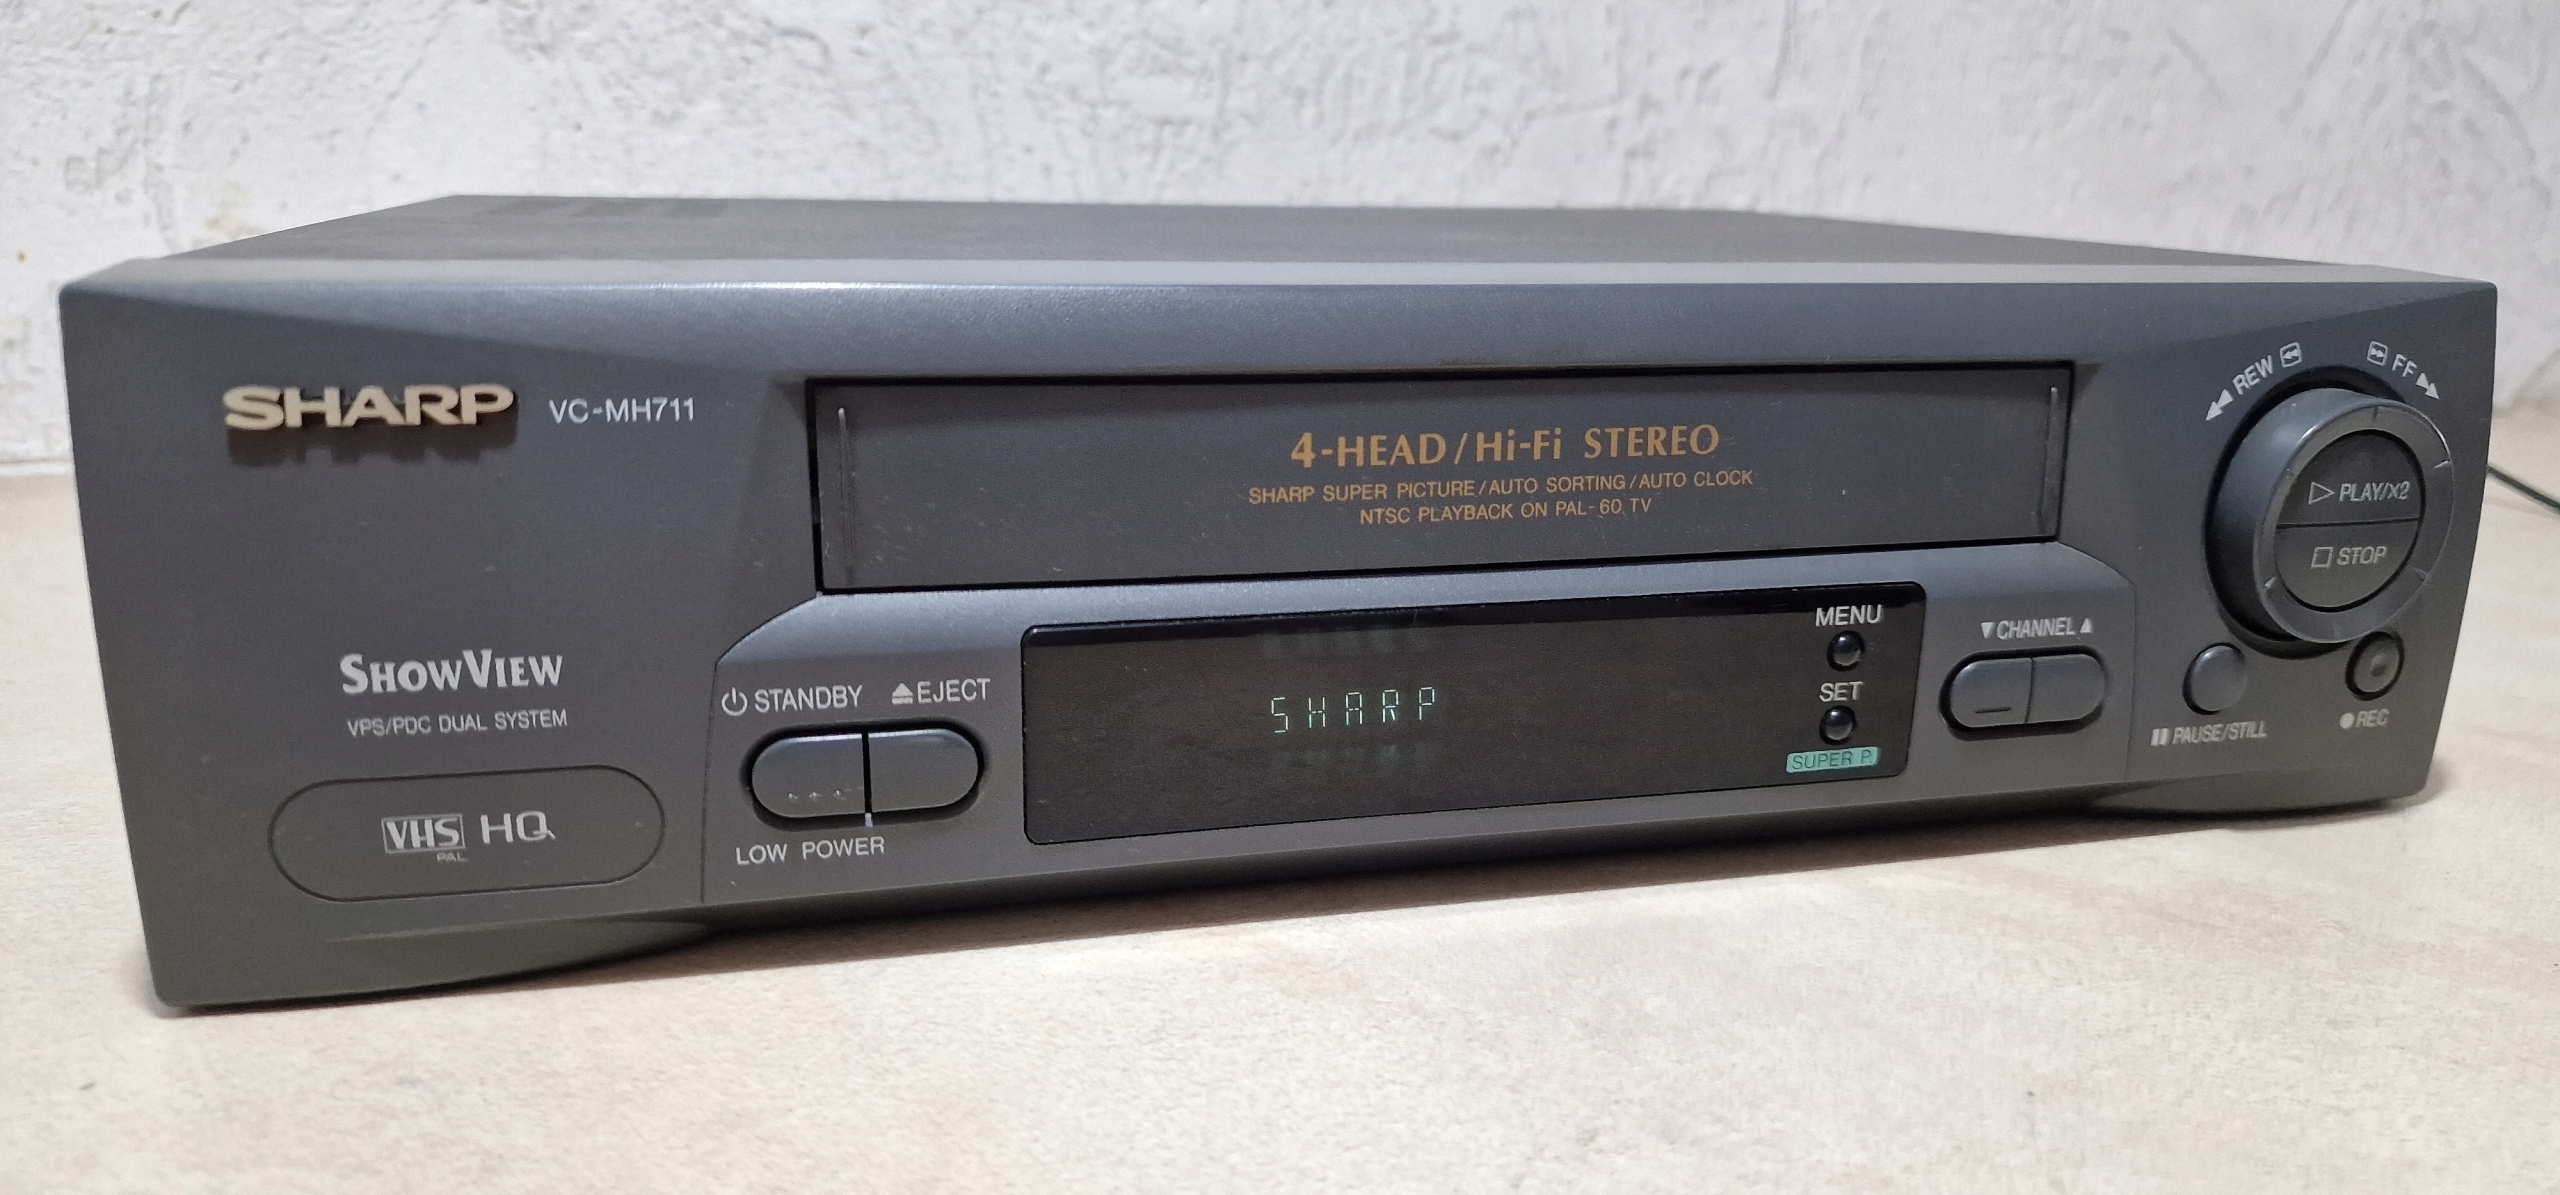 SHARP VC-MH711
4-HEAD/Hi-Fi STEREO
SHARP SUPER PICTURE/AUTO SORTING/AUTO CLOCK
NTSC PLAYBACK ON PAL-60 TV
SHOWVIEW
VPS/PDC DUAL SYSTEM
VHS HQ
PAL
STANDBY EJECT
LOW POWER
SHARP
MENU
SET
SUPER P
▼CHANNEL▲
REW FF
PLAY/X2
STOP
PAUSE/STILL
●REC